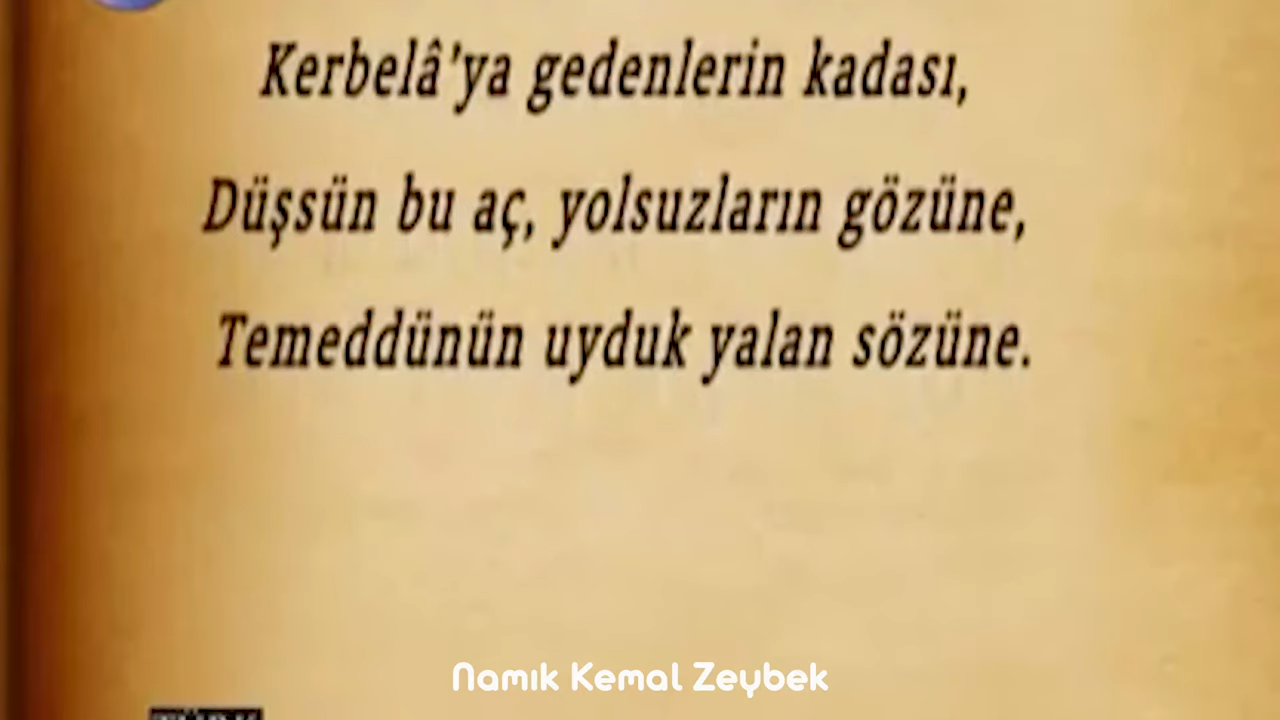 Kerbelâ'ya gedenlerin kadası,
Düşsün bu aç, yolsuzların gözüne,
Temeddünün uyduk yalan sözüne.
Namık Kemal Zeybek